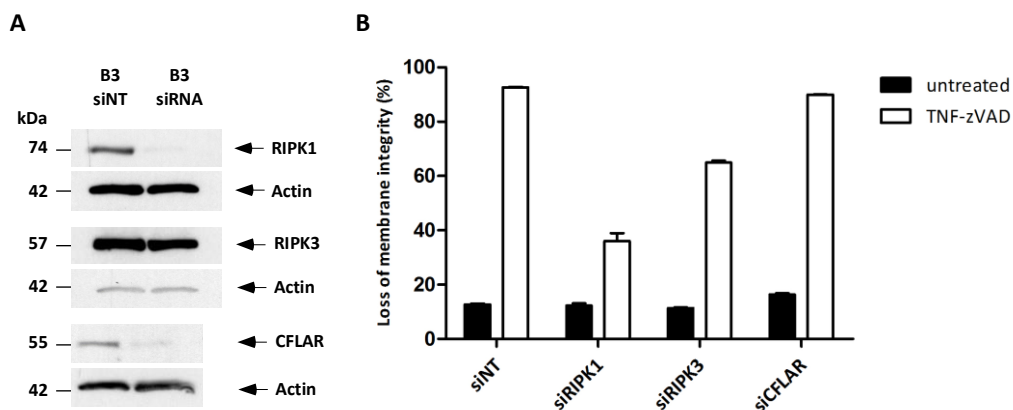 A
B3 B3
siNT siRNA
kDa
74 RIPK1
42 Actin
57 RIPK3
42 Actin
55 CFLAR
42 Actin
B
Loss of membrane integrity (%)
100
80
60
40
20
0
siNT siRIPK1 siRIPK3 siCFLAR
untreated
TNF-zVAD